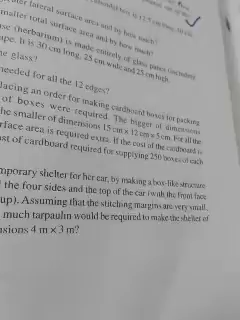 lateral surface area and by how much?
smaller total surface area and by how much?
se (herbarium) is made entirely of glass panes (including
ape. It is 30 cm long, 25 cm wide and 25 cm high.
he glass?
needed for all the 12 edges?
lacing an order for making cardboard boxes for packing
of boxes were required. The bigger of dimensions
he smaller of dimensions 15 cm × 12 cm × 5 cm. For all the
rface area is required extra. If the cost of the cardboard is
ost of cardboard required for supplying 250 boxes of each
mporary shelter for her car, by making a box-like structure
the four sides and the top of the car (with the front face
up). Assuming that the stitching margins are very small,
much tarpaulin would be required to make the shelter of
nsions 4 m × 3 m?